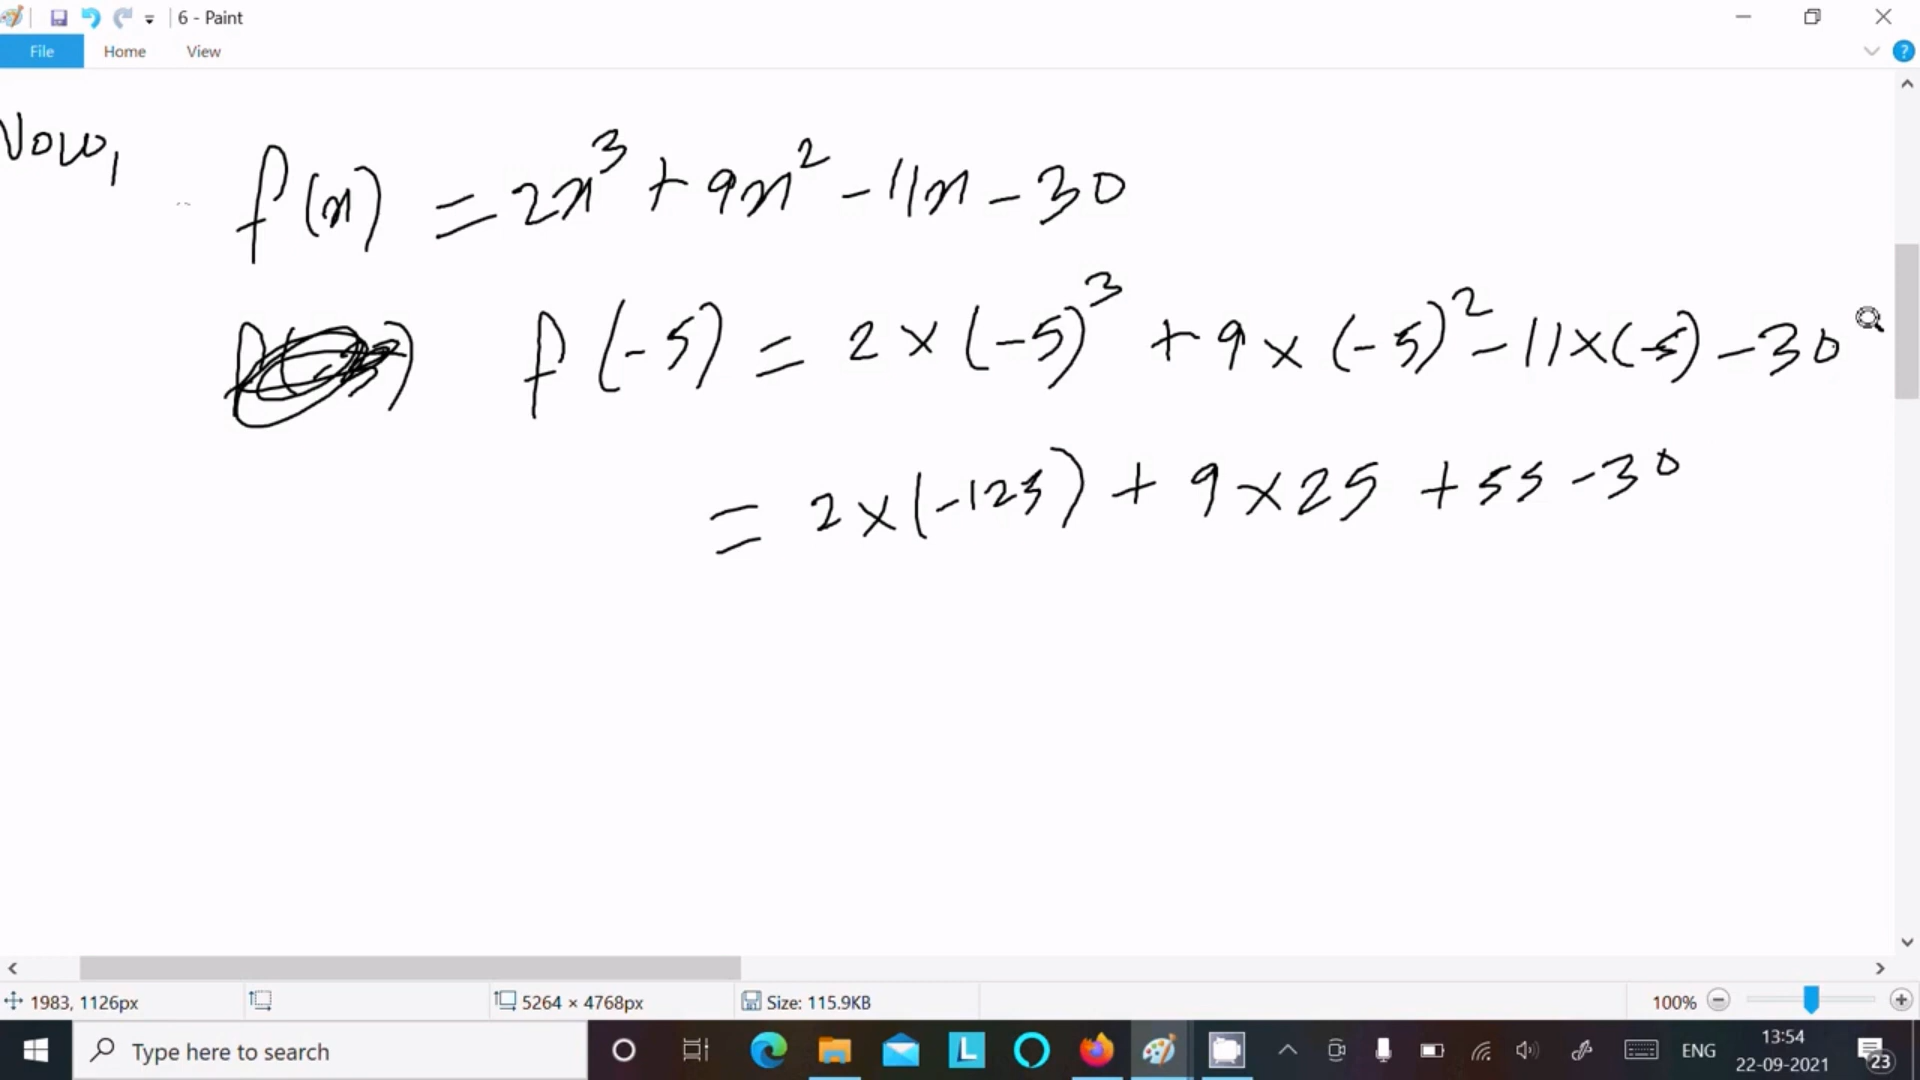 6 - Paint
File Home View
Now,
f(x) = 2x³ + 9x² - 11x - 30
f(-5) = 2 × (-5)³ + 9 × (-5)² - 11 × (-5) - 30
= 2 × (-125) + 9 × 25 + 55 - 30
1983, 1126px 5264 × 4768px Size: 115.9KB 100%
Type here to search
ENG
13:54
22-09-2021
23